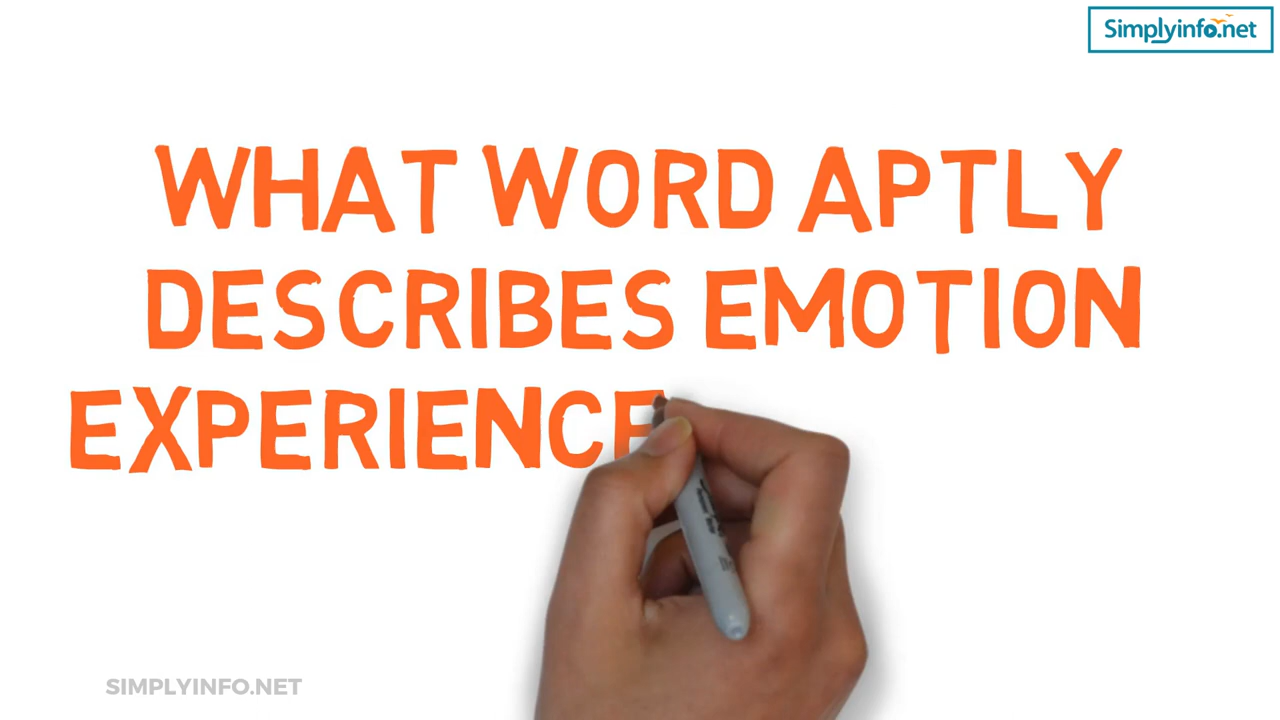 Simplyinfo.net
WHAT WORD APTLY
DESCRIBES EMOTION
EXPERIENCE
SIMPLYINFO.NET